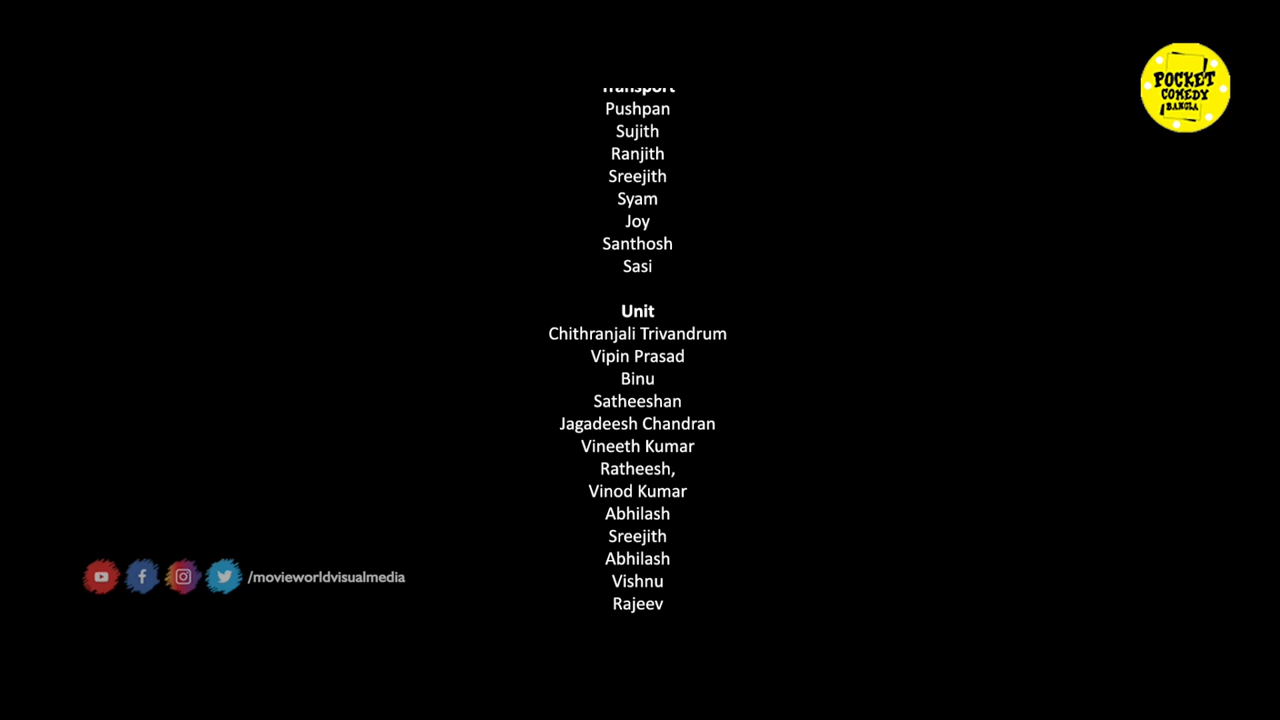 Transport
Pushpan
Sujith
Ranjith
Sreejith
Syam
Joy
Santhosh
Sasi
Unit
Chithranjali Trivandrum
Vipin Prasad
Binu
Satheeshan
Jagadeesh Chandran
Vineeth Kumar
Ratheesh,
Vinod Kumar
Abhilash
Sreejith
Abhilash
Vishnu
Rajeev
POCKET
COMEDY
BANGLA
/movieworldvisualmedia